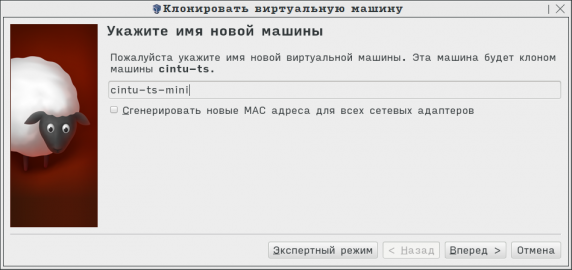 Клонировать виртуальную машину
Укажите имя новой машины
Пожалуйста укажите имя новой виртуальной машины. Эта машина будет клоном
машины cintu-ts.
cintu-ts-mini
Сгенерировать новые MAC адреса для всех сетевых адаптеров
Экспертный режим < Назад Вперед > Отмена